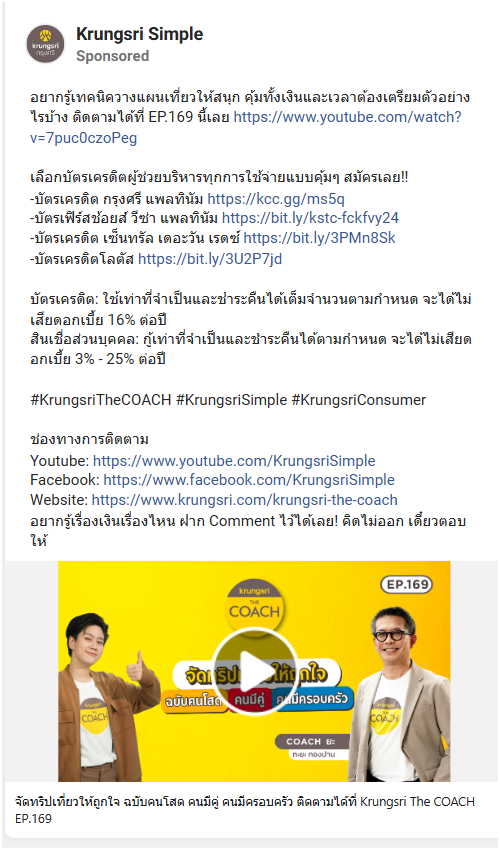 krungsri
กรุงศรี
Krungsri Simple
Sponsored
อยากรู้เทคนิควางแผนเที่ยวให้สนุก คุ้มทั้งเงินและเวลาต้องเตรียมตัวอย่าง
ไรบ้าง ติดตามได้ที่ EP.169 นี้เลย https://www.youtube.com/watch?
v=7puc0czoPeg
เลือกบัตรเครดิตผู้ช่วยบริหารทุกการใช้จ่ายแบบคุ้มๆ สมัครเลย!!
-บัตรเครดิต กรุงศรี แพลทินัม https://kcc.gg/ms5q
-บัตรเฟิร์สช้อยส์ วีซ่า แพลทินัม https://bit.ly/kstc-fckfvy24
-บัตรเครดิต เซ็นทรัล เดอะวัน เรดซ์ https://bit.ly/3PMn8Sk
-บัตรเครดิตโลตัส https://bit.ly/3U2P7jd
บัตรเครดิต: ใช้เท่าที่จำเป็นและชำระคืนได้เต็มจำนวนตามกำหนด จะได้ไม่
เสียดอกเบี้ย 16% ต่อปี
สินเชื่อส่วนบุคคล: กู้เท่าที่จำเป็นและชำระคืนได้ตามกำหนด จะได้ไม่เสียด
อกเบี้ย 3% - 25% ต่อปี
#KrungsriTheCOACH #KrungsriSimple #KrungsriConsumer
ช่องทางการติดตาม
Youtube: https://www.youtube.com/KrungsriSimple
Facebook: https://www.facebook.com/KrungsriSimple
Website: https://www.krungsri.com/krungsri-the-coach
อยากรู้เรื่องเงินเรื่องไหน ฝาก Comment ไว้ได้เลย! คิดไม่ออก เดี๋ยวตอบ
ให้
EP.169
krungsri
THE
COACH
จัดทริปเที่ยวให้ถูกใจ
ฉบับคนโสด คนมีคู่ คนมีครอบครัว
krungsri
THE
COACH
krungsri
THE
COACH
COACH ยะ
ทะยะ ทองปาน
จัดทริปเที่ยวให้ถูกใจ ฉบับคนโสด คนมีคู่ คนมีครอบครัว ติดตามได้ที่ Krungsri The COACH
EP.169